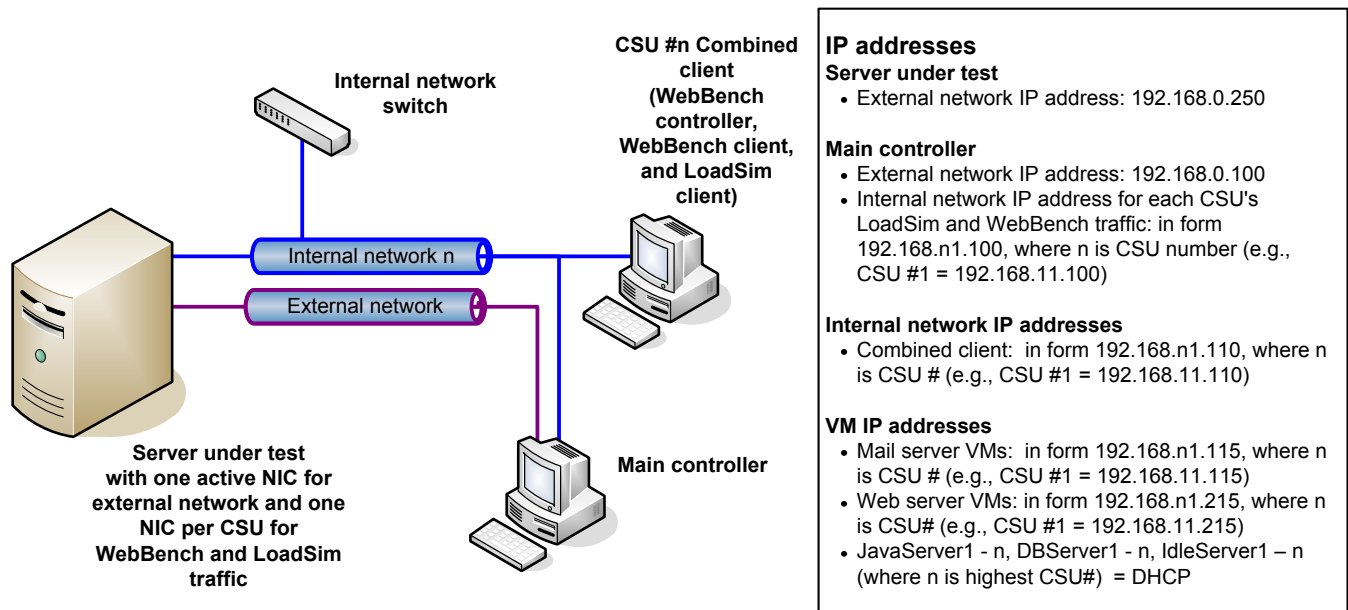 Internal network
switch
CSU #n Combined
client
(WebBench
controller,
WebBench client,
and LoadSim
client)
Internal network n
External network
Server under test
with one active NIC for
external network and one
NIC per CSU for
WebBench and LoadSim
traffic
Main controller
IP addresses
Server under test
• External network IP address: 192.168.0.250
Main controller
• External network IP address: 192.168.0.100
• Internal network IP address for each CSU's
LoadSim and WebBench traffic: in form
192.168.n1.100, where n is CSU number (e.g.,
CSU #1 = 192.168.11.100)
Internal network IP addresses
• Combined client:  in form 192.168.n1.110, where n
is CSU # (e.g., CSU #1 = 192.168.11.110)
VM IP addresses
• Mail server VMs:  in form 192.168.n1.115, where n
is CSU # (e.g., CSU #1 = 192.168.11.115)
• Web server VMs: in form 192.168.n1.215, where n
is CSU# (e.g., CSU #1 = 192.168.11.215)
• JavaServer1 - n, DBServer1 - n, IdleServer1 – n
(where n is highest CSU#)  = DHCP